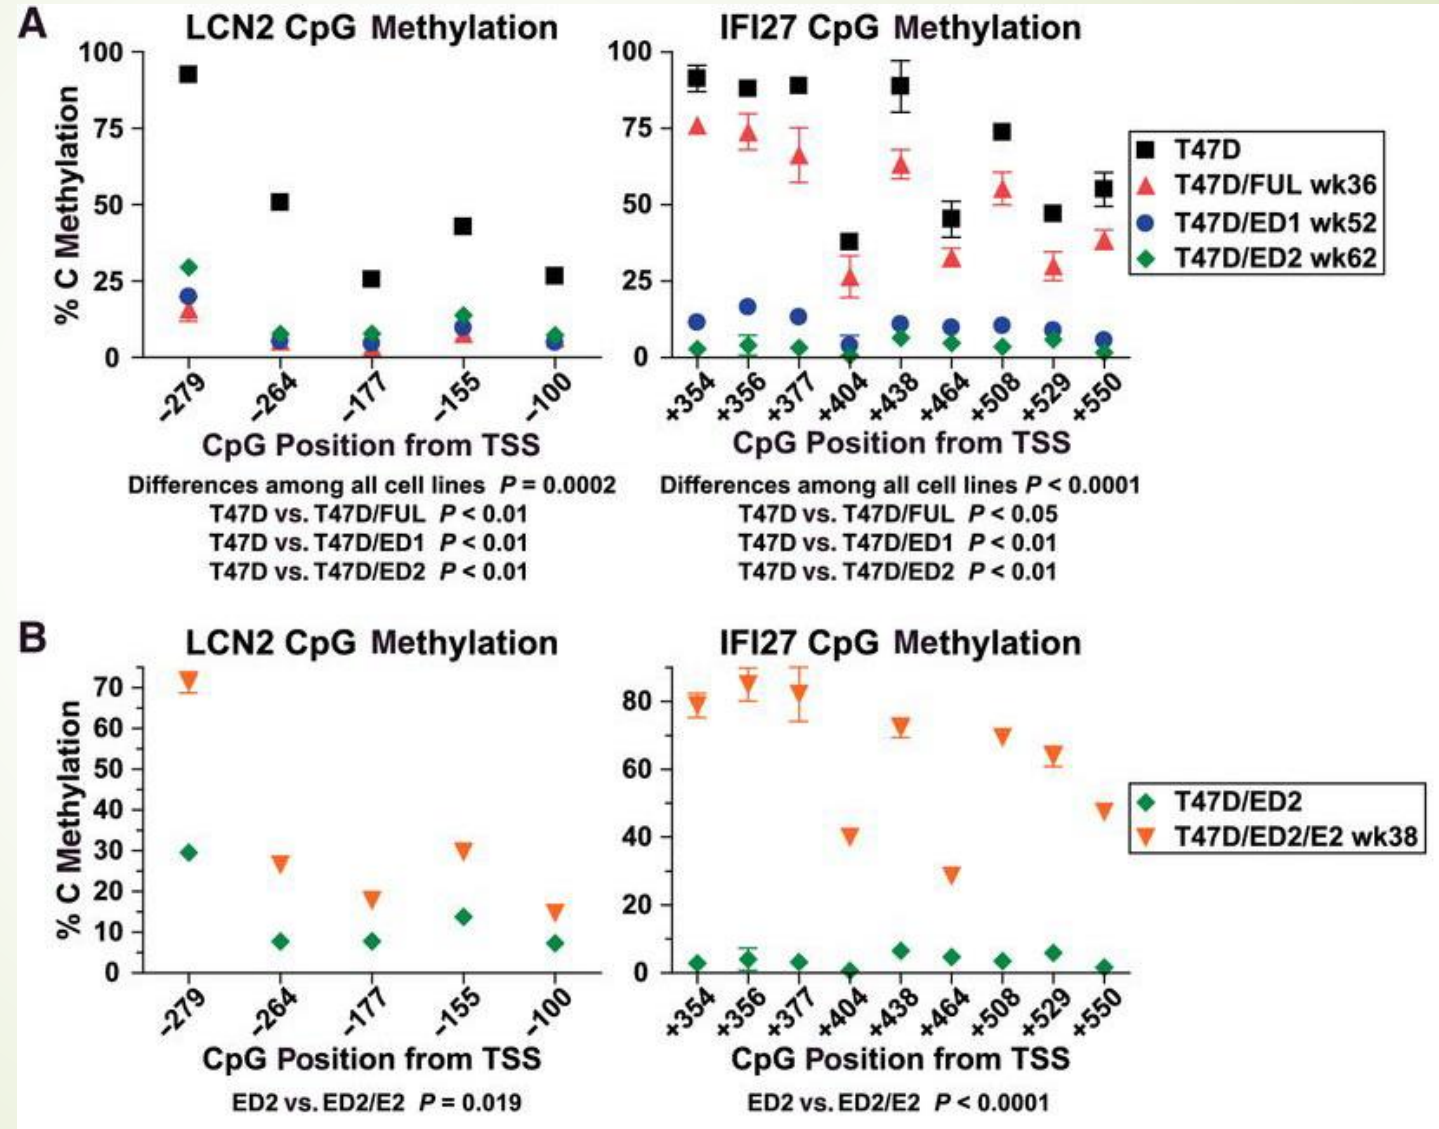 A
LCN2 CpG Methylation
% C Methylation
100
75
50
25
0
-279
-264
-177
-155
-100
CpG Position from TSS
Differences among all cell lines P = 0.0002
T47D vs. T47D/FUL P < 0.01
T47D vs. T47D/ED1 P < 0.01
T47D vs. T47D/ED2 P < 0.01
IFI27 CpG Methylation
100
75
50
25
0
+354
+356
+377
+404
+438
+464
+508
+529
+550
CpG Position from TSS
Differences among all cell lines P < 0.0001
T47D vs. T47D/FUL P < 0.05
T47D vs. T47D/ED1 P < 0.01
T47D vs. T47D/ED2 P < 0.01
T47D
T47D/FUL wk36
T47D/ED1 wk52
T47D/ED2 wk62
B
LCN2 CpG Methylation
% C Methylation
70
60
50
40
30
20
10
0
-279
-264
-177
-155
-100
CpG Position from TSS
ED2 vs. ED2/E2 P = 0.019
IFI27 CpG Methylation
80
60
40
20
0
+354
+356
+377
+404
+438
+464
+508
+529
+550
CpG Position from TSS
ED2 vs. ED2/E2 P < 0.0001
T47D/ED2
T47D/ED2/E2 wk38